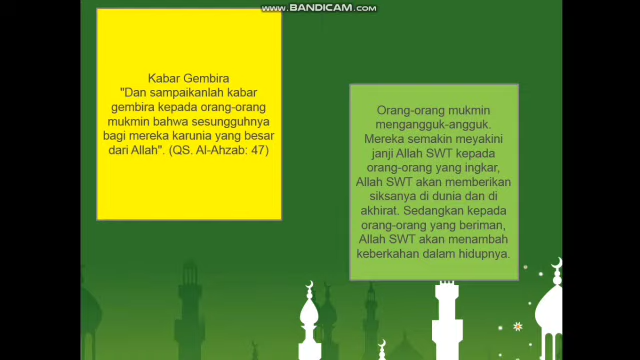 www.BANDICAM.com
Kabar Gembira
"Dan sampaikanlah kabar
gembira kepada orang-orang
mukmin bahwa sesungguhnya
bagi mereka karunia yang besar
dari Allah". (QS. Al-Ahzab: 47)
Orang-orang mukmin
mengangguk-angguk.
Mereka semakin meyakini
janji Allah SWT kepada
orang-orang yang ingkar,
Allah SWT akan memberikan
siksanya di dunia dan di
akhirat. Sedangkan kepada
orang-orang yang beriman,
Allah SWT akan menambah
keberkahan dalam hidupnya.